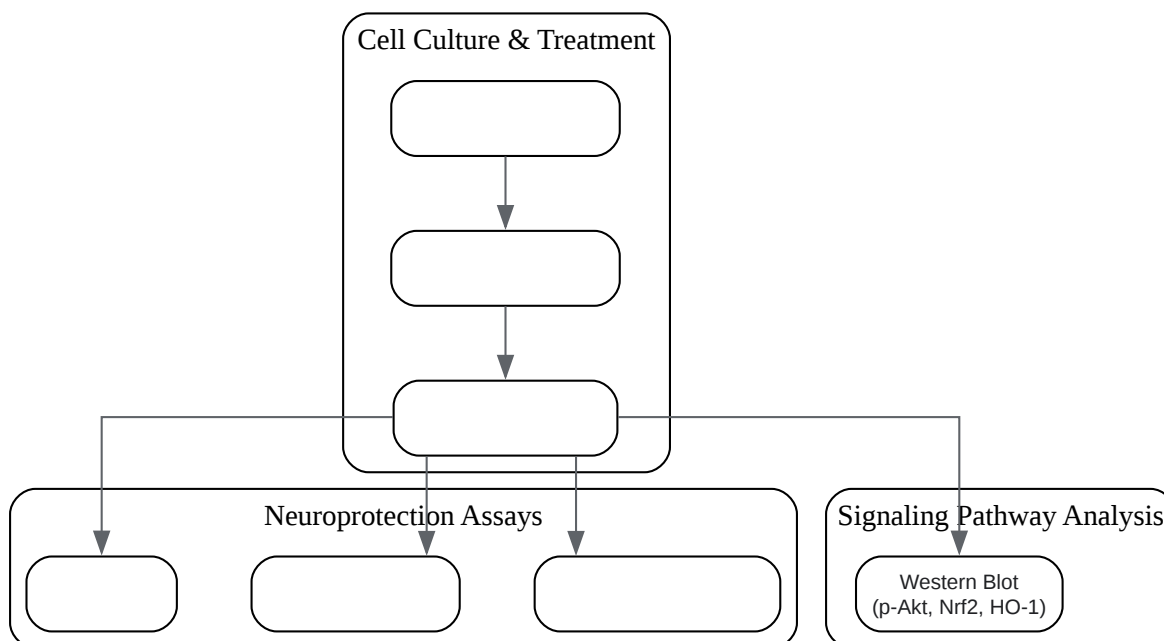 Cell Culture & Treatment
Neuroprotection Assays
Signaling Pathway Analysis
Western Blot
(p-Akt, Nrf2, HO-1)